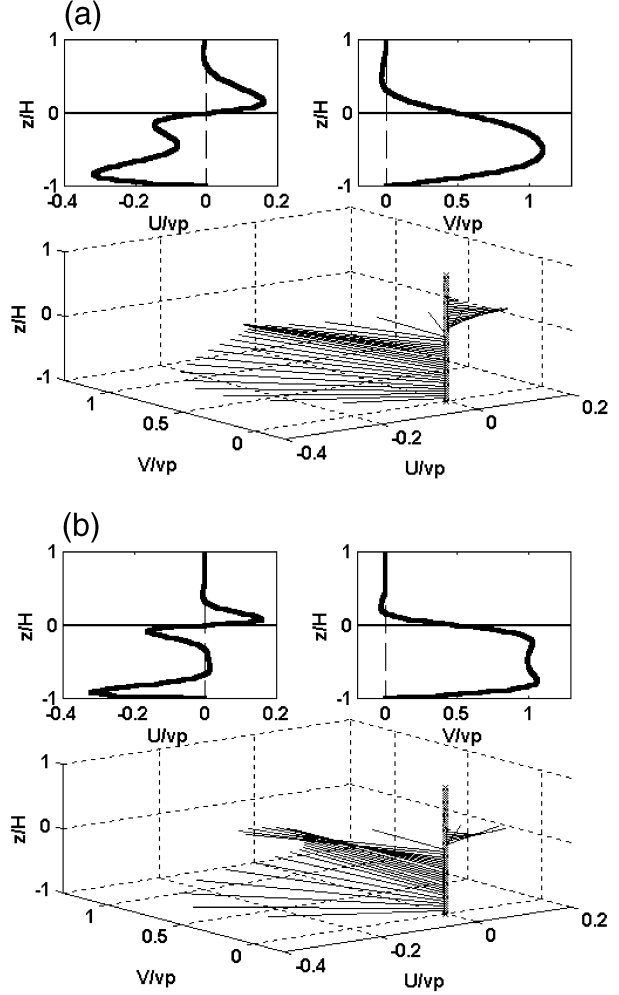 (a)
1 1
z/H 0 z/H 0
-1 -1
-0.4 -0.2 0 0.2 0 0.5 1
U/vp V/vp
1
z/H 0
-1
1 0.5 0 -0.4 -0.2 0 0.2
V/vp U/vp
(b)
1 1
z/H 0 z/H 0
-1 -1
-0.4 -0.2 0 0.2 0 0.5 1
U/vp V/vp
1
z/H 0
-1
1 0.5 0 -0.4 -0.2 0 0.2
V/vp U/vp